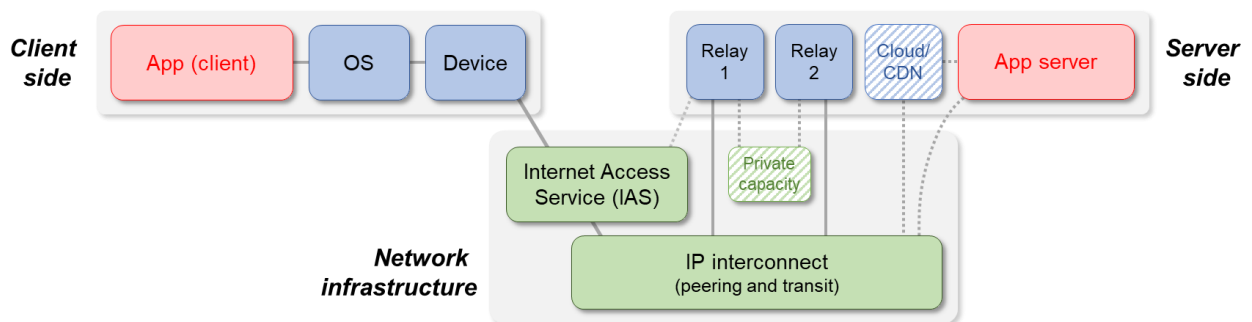 Client
side
App (client)
OS
Device
Relay
1
Relay
2
Cloud/
CDN
App server
Server
side
Internet Access
Service (IAS)
Private
capacity
Network
infrastructure
IP interconnect
(peering and transit)